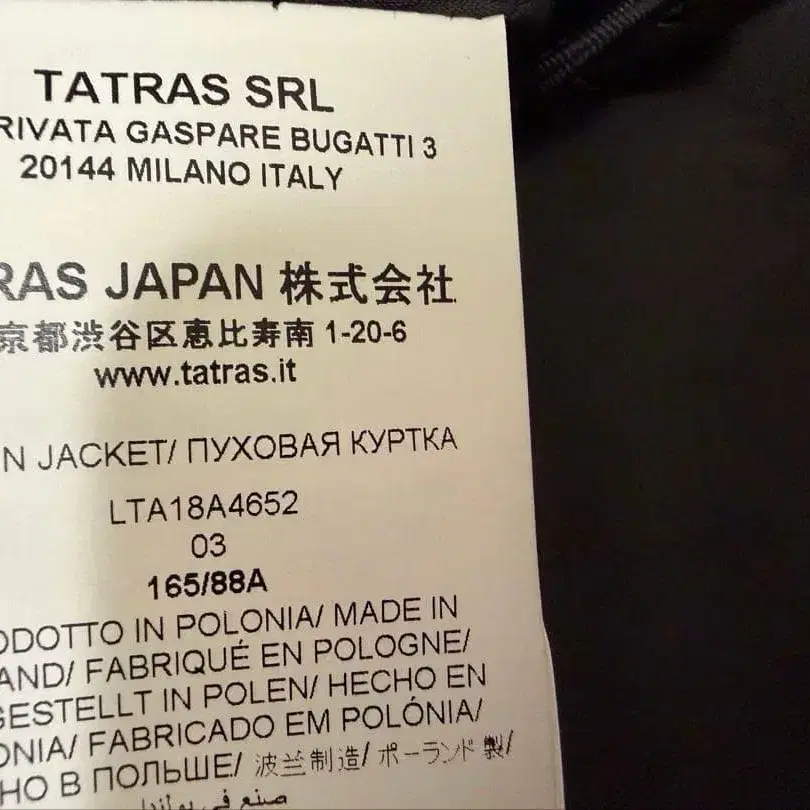 TATRAS SRL
RIVATA GASPARE BUGATTI 3
20144 MILANO ITALY
RAS JAPAN 株式会社
京都渋谷区恵比寿南 1-20-6
www.tatras.it
N JACKET/ ПУХОВАЯ КУРТКА
LTA18A4652
03
165/88A
ODOTTO IN POLONIA/ MADE IN
AND/ FABRIQUÉ EN POLOGNE/
GESTELLT IN POLEN/ HECHO EN
ONIA/ FABRICADO EM POLÓNIA/
НО В ПОЛЬШЕ/ 波兰制造/ ポーランド製/
صنع في بولندا